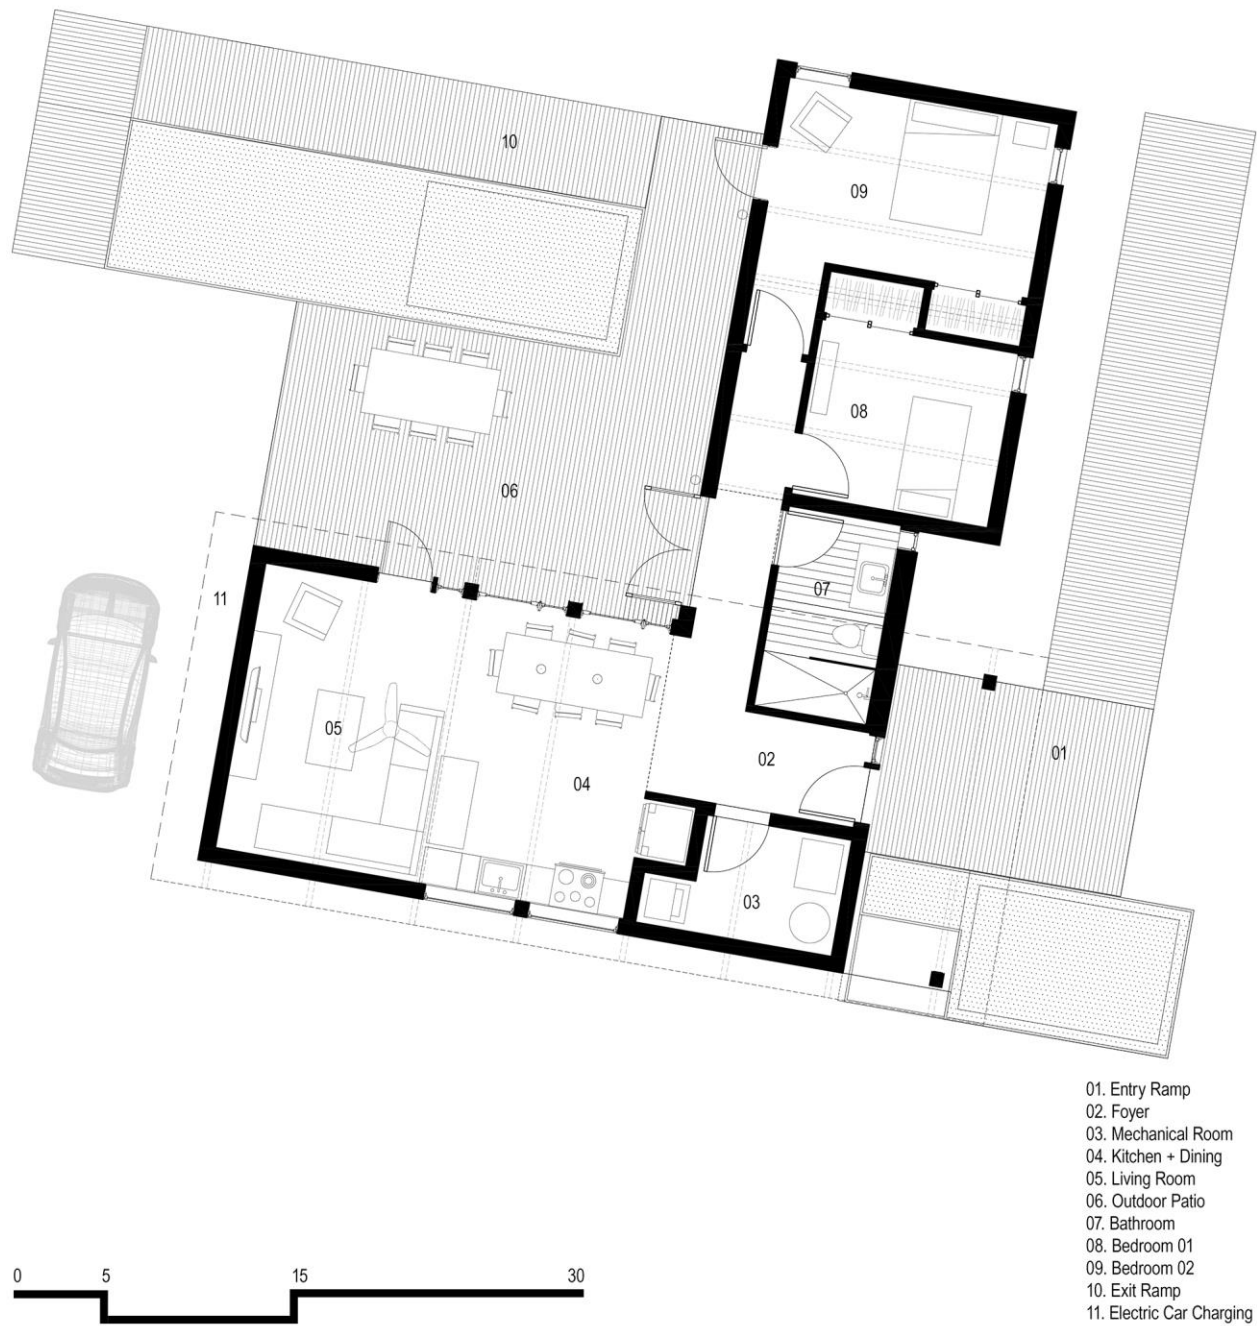 10
09
08
06
11
07
05
04
02
01
03
01. Entry Ramp
02. Foyer
03. Mechanical Room
04. Kitchen + Dining
05. Living Room
06. Outdoor Patio
07. Bathroom
08. Bedroom 01
09. Bedroom 02
10. Exit Ramp
11. Electric Car Charging
0 5 15 30